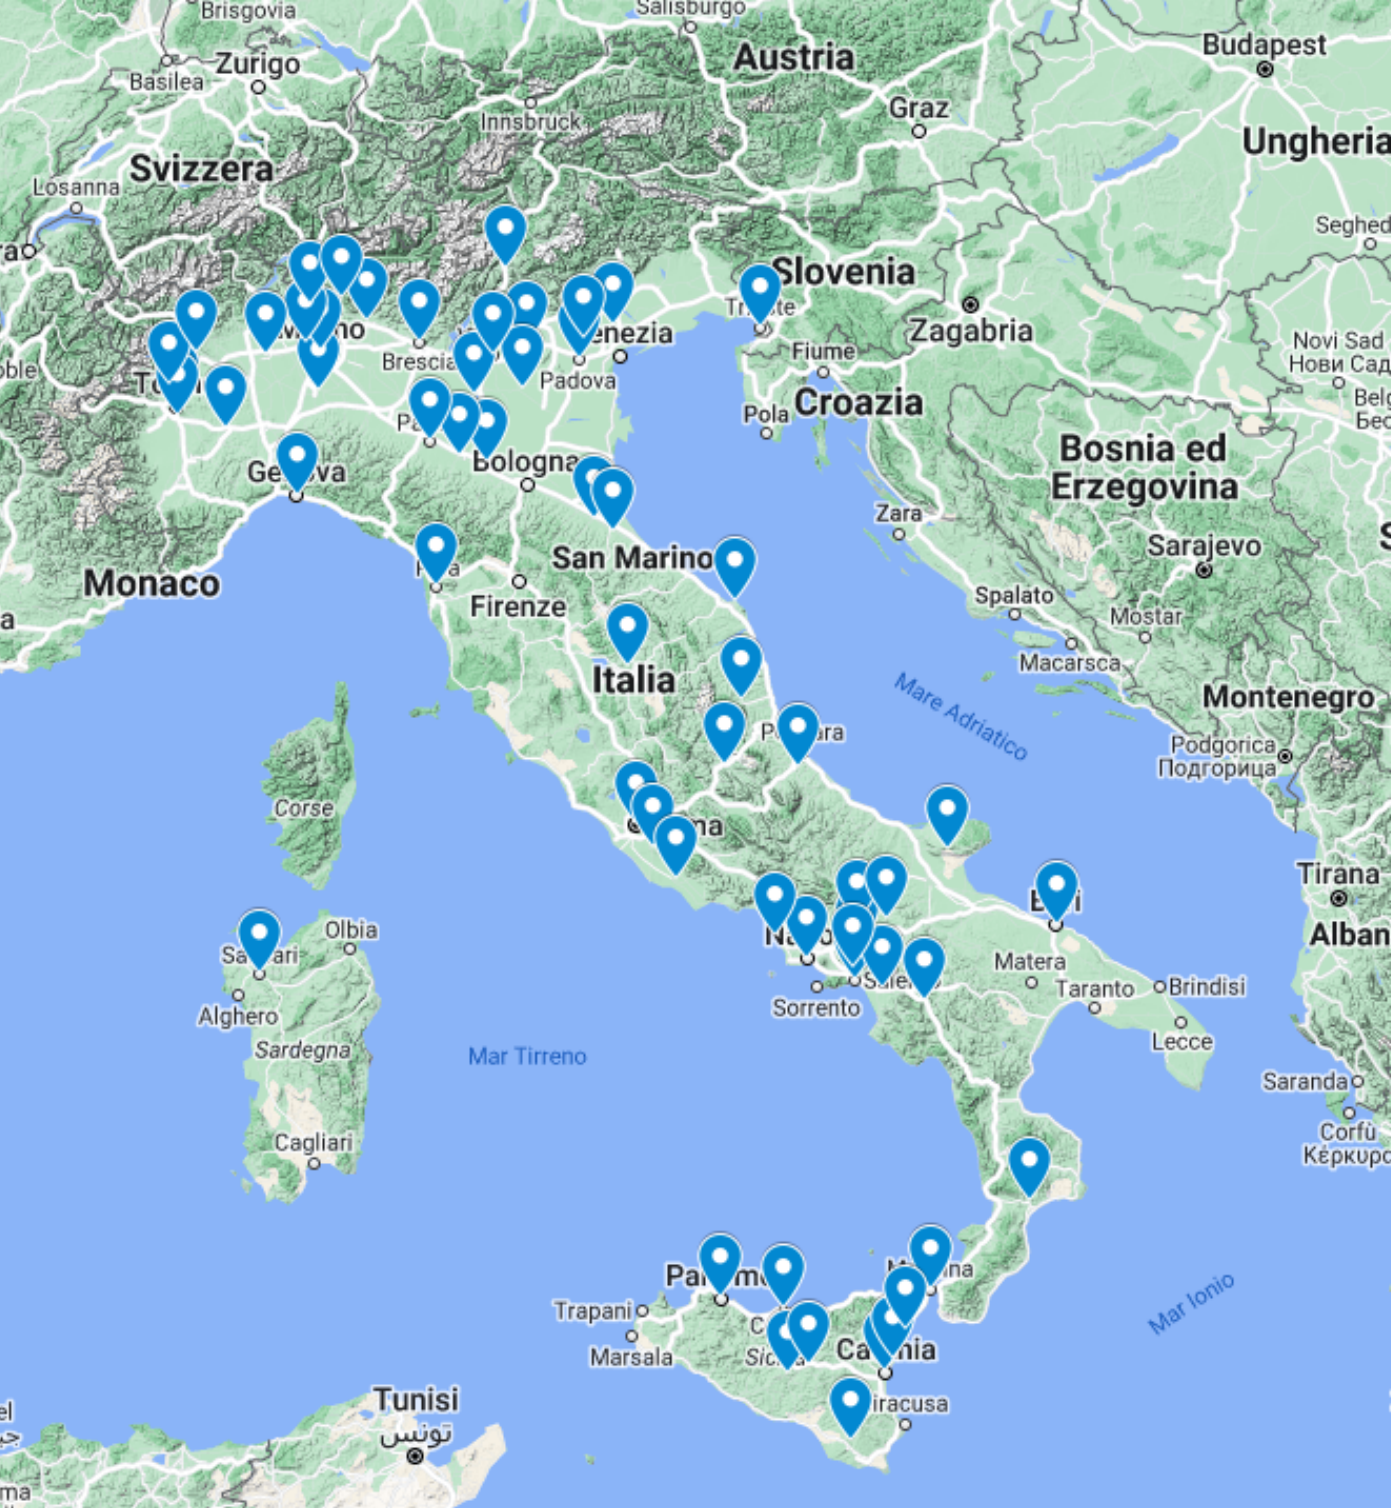 Brisgovia
Salisburgo
Basilea
Zurigo
Austria
Budapest
Innsbruck
Graz
Ungheria
Svizzera
Losanna
Seghed
Slovenia
Zagabria
Novi Sad
Нови Сад
Fiume
Brescia
Padova
Pola
Croazia
Bologna
Bosnia ed
Erzegovina
Zara
Sarajevo
San Marino
Monaco
Firenze
Spalato
Mostar
Macarsca
Italia
Mare Adriatico
Montenegro
Podgorica
Подгорица
Corse
Tirana
Alban
Olbia
Matera
Taranto
Brindisi
Alghero
Sorrento
Sardegna
Mar Tirreno
Lecce
Saranda
Corfù
Κέρκυρα
Cagliari
Mar Ionio
Trapani
Marsala
Tunisi
تونس